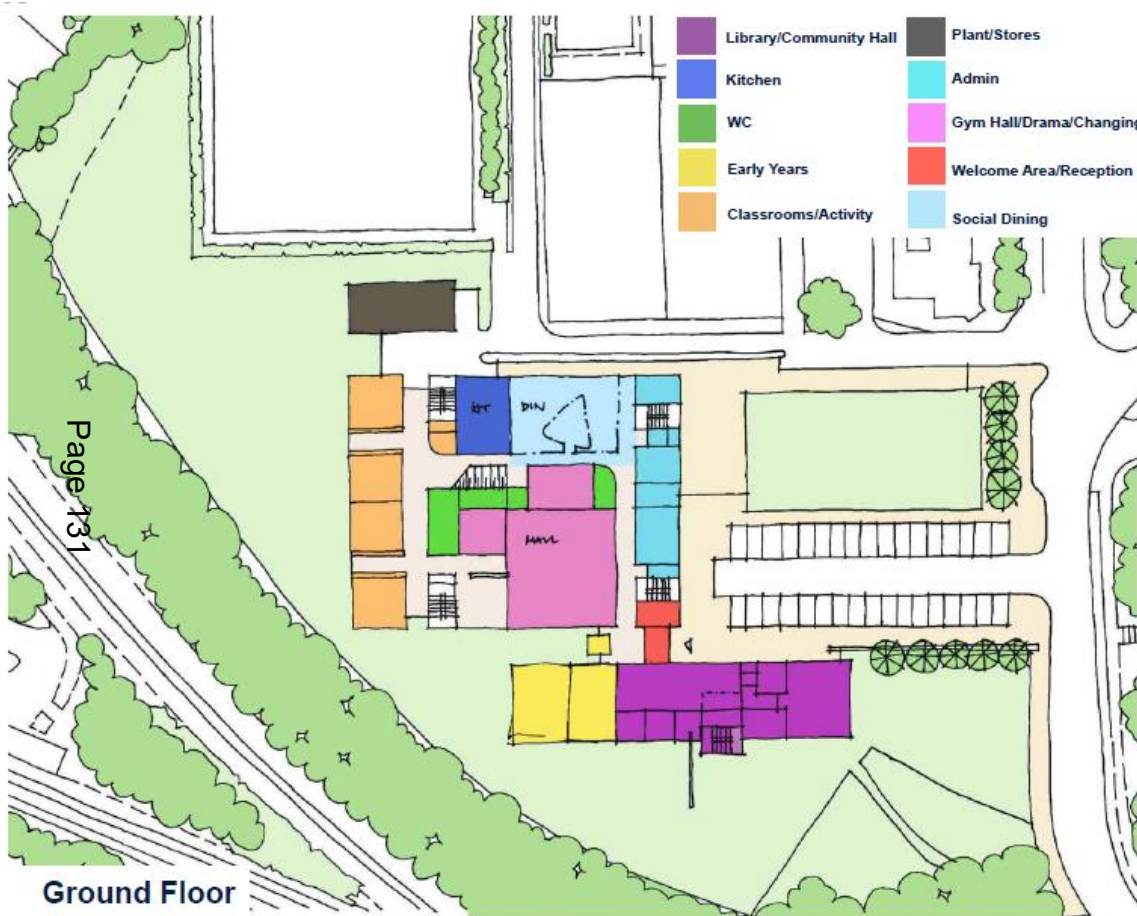 Library/Community Hall
Plant/Stores
Kitchen
Admin
WC
Gym Hall/Drama/Changing
Early Years
Welcome Area/Reception
Classrooms/Activity
Social Dining
KIT
DIN
HALL
Page 131
Ground Floor